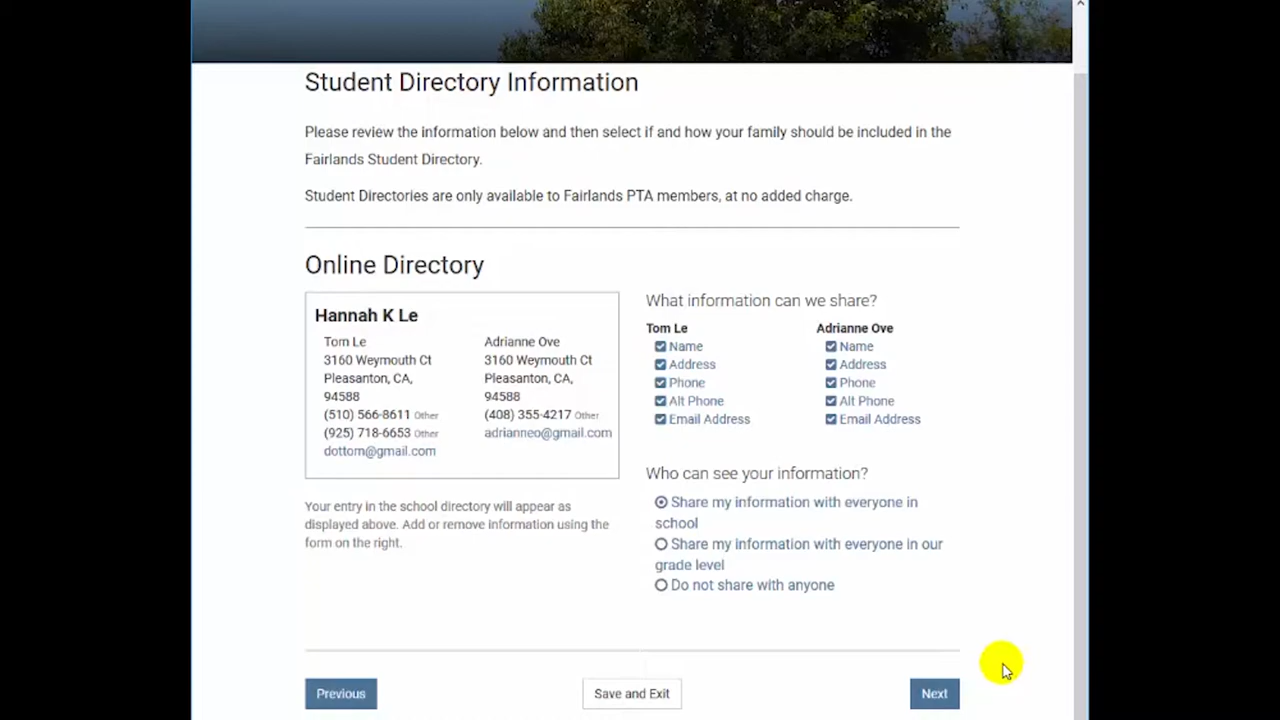 Student Directory Information
Please review the information below and then select if and how your family should be included in the
Fairlands Student Directory.
Student Directories are only available to Fairlands PTA members, at no added charge.
Online Directory
Hannah K Le
Tom Le
3160 Weymouth Ct
Pleasanton, CA,
94588
(510) 566-8611 Other
(925) 718-6653 Other
dottom@gmail.com
Adrianne Ove
3160 Weymouth Ct
Pleasanton, CA,
94588
(408) 355-4217 Other
adrianneo@gmail.com
Your entry in the school directory will appear as
displayed above. Add or remove information using the
form on the right.
What information can we share?
Tom Le
Name
Address
Phone
Alt Phone
Email Address
Adrianne Ove
Name
Address
Phone
Alt Phone
Email Address
Who can see your information?
Share my information with everyone in
school
Share my information with everyone in our
grade level
Do not share with anyone
Previous
Save and Exit
Next